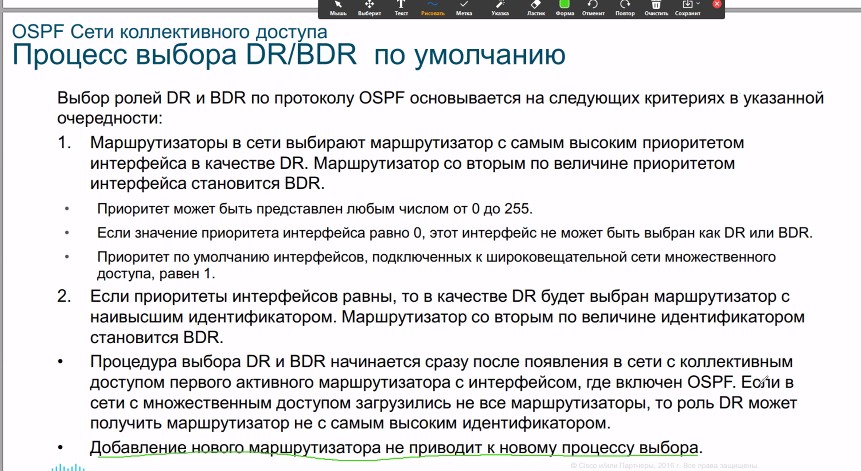 Мышь Выберит Текст Рисовать Метка Указка Ластик Форма Отменит Повтор Очистить Сохранит
OSPF Сети коллективного доступа
Процесс выбора DR/BDR по умолчанию
Выбор ролей DR и BDR по протоколу OSPF основывается на следующих критериях в указанной
очередности:
1. Маршрутизаторы в сети выбирают маршрутизатор с самым высоким приоритетом
интерфейса в качестве DR. Маршрутизатор со вторым по величине приоритетом
интерфейса становится BDR.
• Приоритет может быть представлен любым числом от 0 до 255.
• Если значение приоритета интерфейса равно 0, этот интерфейс не может быть выбран как DR или BDR.
• Приоритет по умолчанию интерфейсов, подключенных к широковещательной сети множественного
доступа, равен 1.
2. Если приоритеты интерфейсов равны, то в качестве DR будет выбран маршрутизатор с
наивысшим идентификатором. Маршрутизатор со вторым по величине идентификатором
становится BDR.
• Процедура выбора DR и BDR начинается сразу после появления в сети с коллективным
доступом первого активного маршрутизатора с интерфейсом, где включен OSPF. Если в
сети с множественным доступом загрузились не все маршрутизаторы, то роль DR может
получить маршрутизатор не с самым высоким идентификатором.
• Добавление нового маршрутизатора не приводит к новому процессу выбора.
© Cisco и/или Партнеры, 2016 г. Все права защищены.